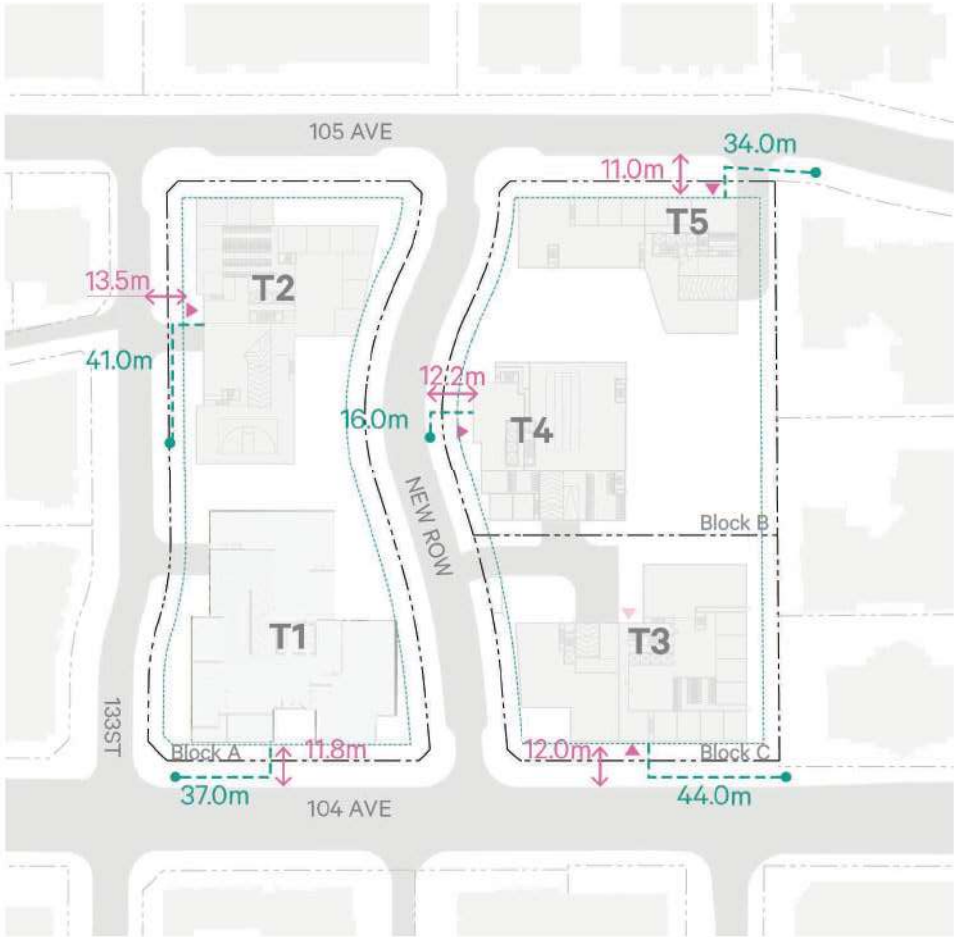 105 AVE
34.0m
11.0m
T5
T2
13.5m
41.0m
12.2m
16.0m
T4
NEW ROW
Block B
T1
T3
133ST
Block A
11.8m
12.0m
Block C
37.0m
44.0m
104 AVE